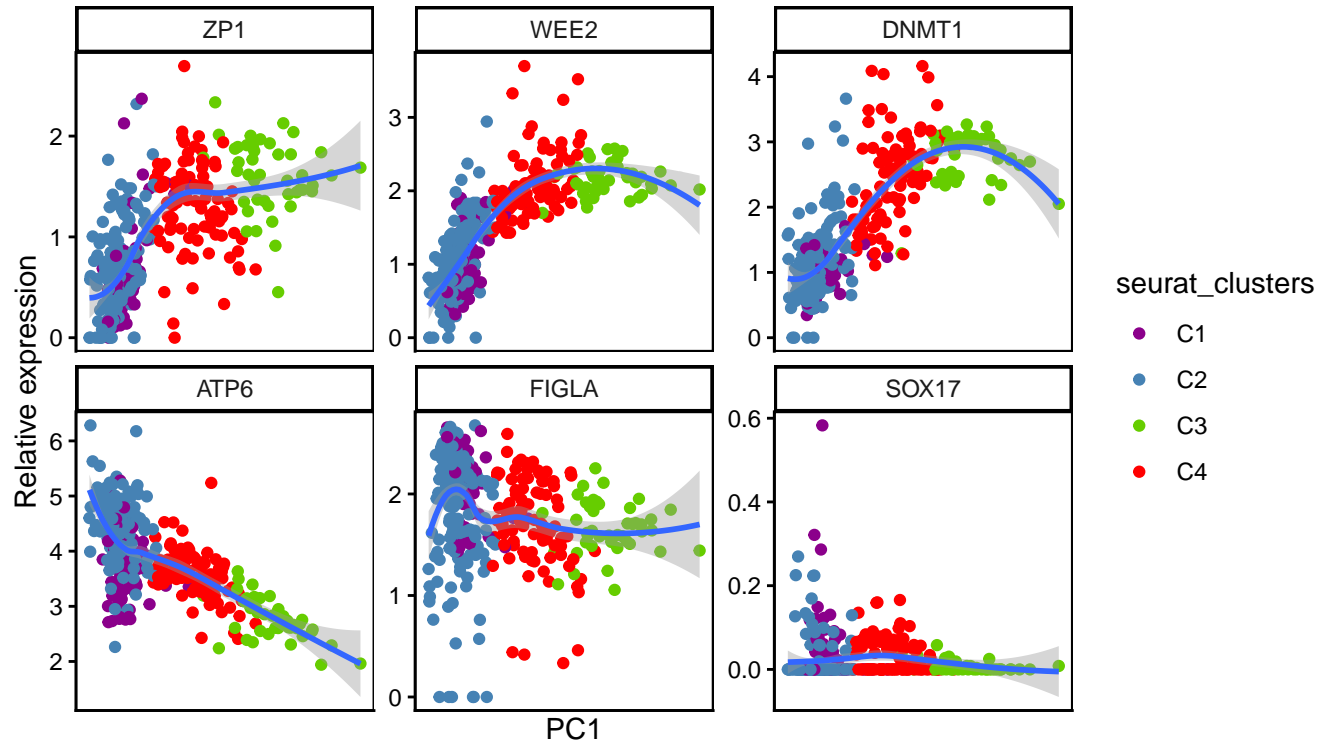 ZP1 WEE2 DNMT1
2
1
0
3
2
1
0
4
3
2
1
0
ATP6 FIGLA SOX17
6
5
4
3
2
2
1
0
0.6
0.4
0.2
0.0
Relative expression
PC1
seurat_clusters
C1
C2
C3
C4